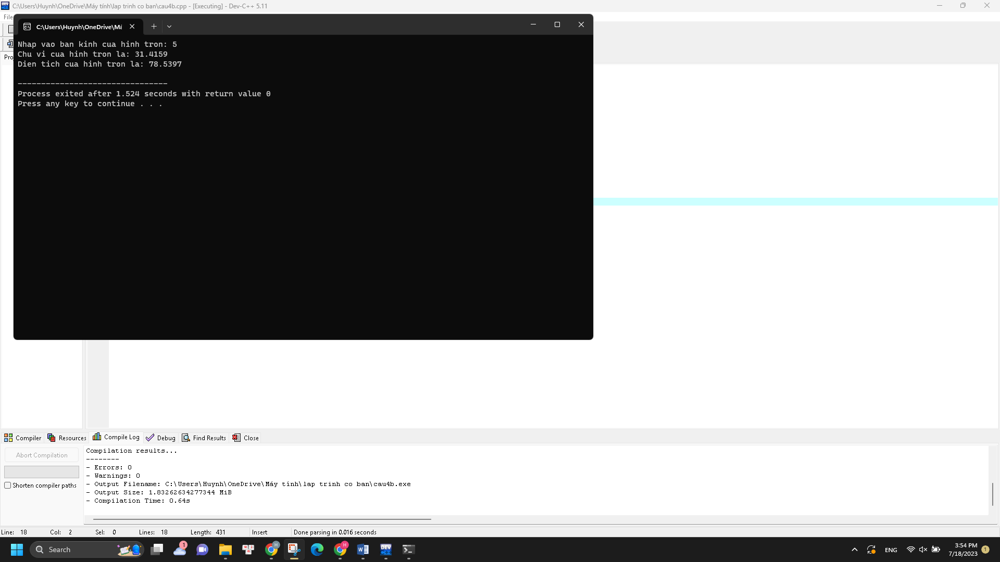 C:\Users\Huynh\OneDrive\Máy tính\lap trinh co ban\cau4b.cpp - [Executing] - Dev-C++ 5.11
File
C:\Users\Huynh\OneDrive\Má
Nhap vao ban kinh cua hinh tron: 5
Chu vi cua hinh tron la: 31.4159
Dien tich cua hinh tron la: 78.5397
--------------------------------
Process exited after 1.524 seconds with return value 0
Press any key to continue . . .
Compiler Resources Compile Log Debug Find Results Close
Abort Compilation
Shorten compiler paths
Compilation results...
--------
- Errors: 0
- Warnings: 0
- Output Filename: C:\Users\Huynh\OneDrive\Máy tính\lap trinh co ban\cau4b.exe
- Output Size: 1.83262634277344 MiB
- Compilation Time: 0.64s
Line: 18 Col: 2 Sel: 0 Lines: 18 Length: 431 Insert Done parsing in 0.016 seconds
Search
1
H
H
W
DEV
ENG
3:54 PM
7/18/2023
1